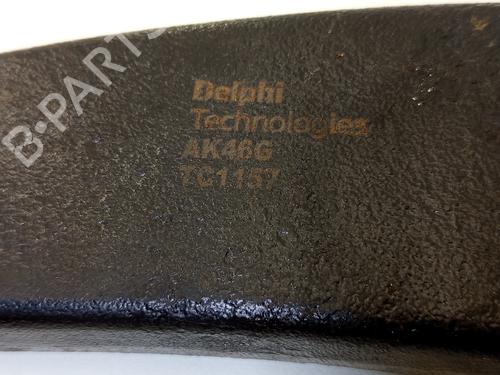 B-PARTS
Delphi
Technologies
AK46G
TC1157